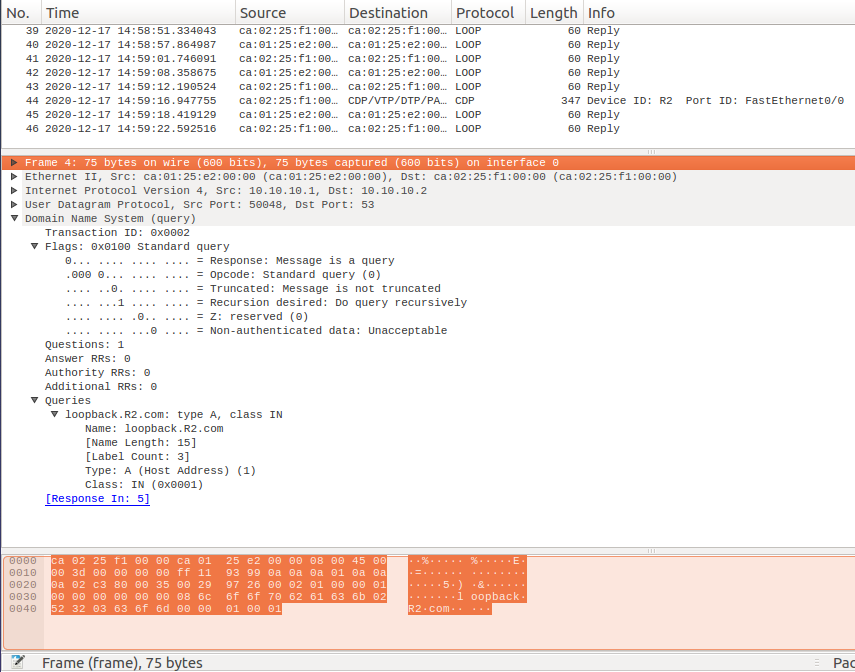 No. Time Source Destination Protocol Length Info
39 2020-12-17 14:58:51.334043 ca:02:25:f1:00… ca:02:25:f1:00… LOOP 60 Reply
40 2020-12-17 14:58:57.864987 ca:01:25:e2:00… ca:01:25:e2:00… LOOP 60 Reply
41 2020-12-17 14:59:01.746091 ca:02:25:f1:00… ca:02:25:f1:00… LOOP 60 Reply
42 2020-12-17 14:59:08.358675 ca:01:25:e2:00… ca:01:25:e2:00… LOOP 60 Reply
43 2020-12-17 14:59:12.190524 ca:02:25:f1:00… ca:02:25:f1:00… LOOP 60 Reply
44 2020-12-17 14:59:16.947755 ca:02:25:f1:00… CDP/VTP/DTP/PA… CDP 347 Device ID: R2 Port ID: FastEthernet0/0
45 2020-12-17 14:59:18.419129 ca:01:25:e2:00… ca:01:25:e2:00… LOOP 60 Reply
46 2020-12-17 14:59:22.592516 ca:02:25:f1:00… ca:02:25:f1:00… LOOP 60 Reply
Frame 4: 75 bytes on wire (600 bits), 75 bytes captured (600 bits) on interface 0
Ethernet II, Src: ca:01:25:e2:00:00 (ca:01:25:e2:00:00), Dst: ca:02:25:f1:00:00 (ca:02:25:f1:00:00)
Internet Protocol Version 4, Src: 10.10.10.1, Dst: 10.10.10.2
User Datagram Protocol, Src Port: 50048, Dst Port: 53
Domain Name System (query)
Transaction ID: 0x0002
Flags: 0x0100 Standard query
0... .... .... .... = Response: Message is a query
.000 0... .... .... = Opcode: Standard query (0)
.... ..0. .... .... = Truncated: Message is not truncated
.... ...1 .... .... = Recursion desired: Do query recursively
.... .... .0.. .... = Z: reserved (0)
.... .... ...0 .... = Non-authenticated data: Unacceptable
Questions: 1
Answer RRs: 0
Authority RRs: 0
Additional RRs: 0
Queries
loopback.R2.com: type A, class IN
Name: loopback.R2.com
[Name Length: 15]
[Label Count: 3]
Type: A (Host Address) (1)
Class: IN (0x0001)
[Response In: 5]
0000 ca 02 25 f1 00 00 ca 01 25 e2 00 00 08 00 45 00 ··%····· %·····E·
0010 00 3d 00 00 00 00 ff 11 93 99 0a 0a 0a 01 0a 0a ·=······ ········
0020 0a 02 c3 80 00 35 00 29 97 26 00 02 01 00 00 01 ·····5·) ·&······
0030 00 00 00 00 00 00 08 6c 6f 6f 70 62 61 63 6b 02 ·······l oopback·
0040 52 32 03 63 6f 6d 00 00 01 00 01 R2·com·· ···
Frame (frame), 75 bytes Pac